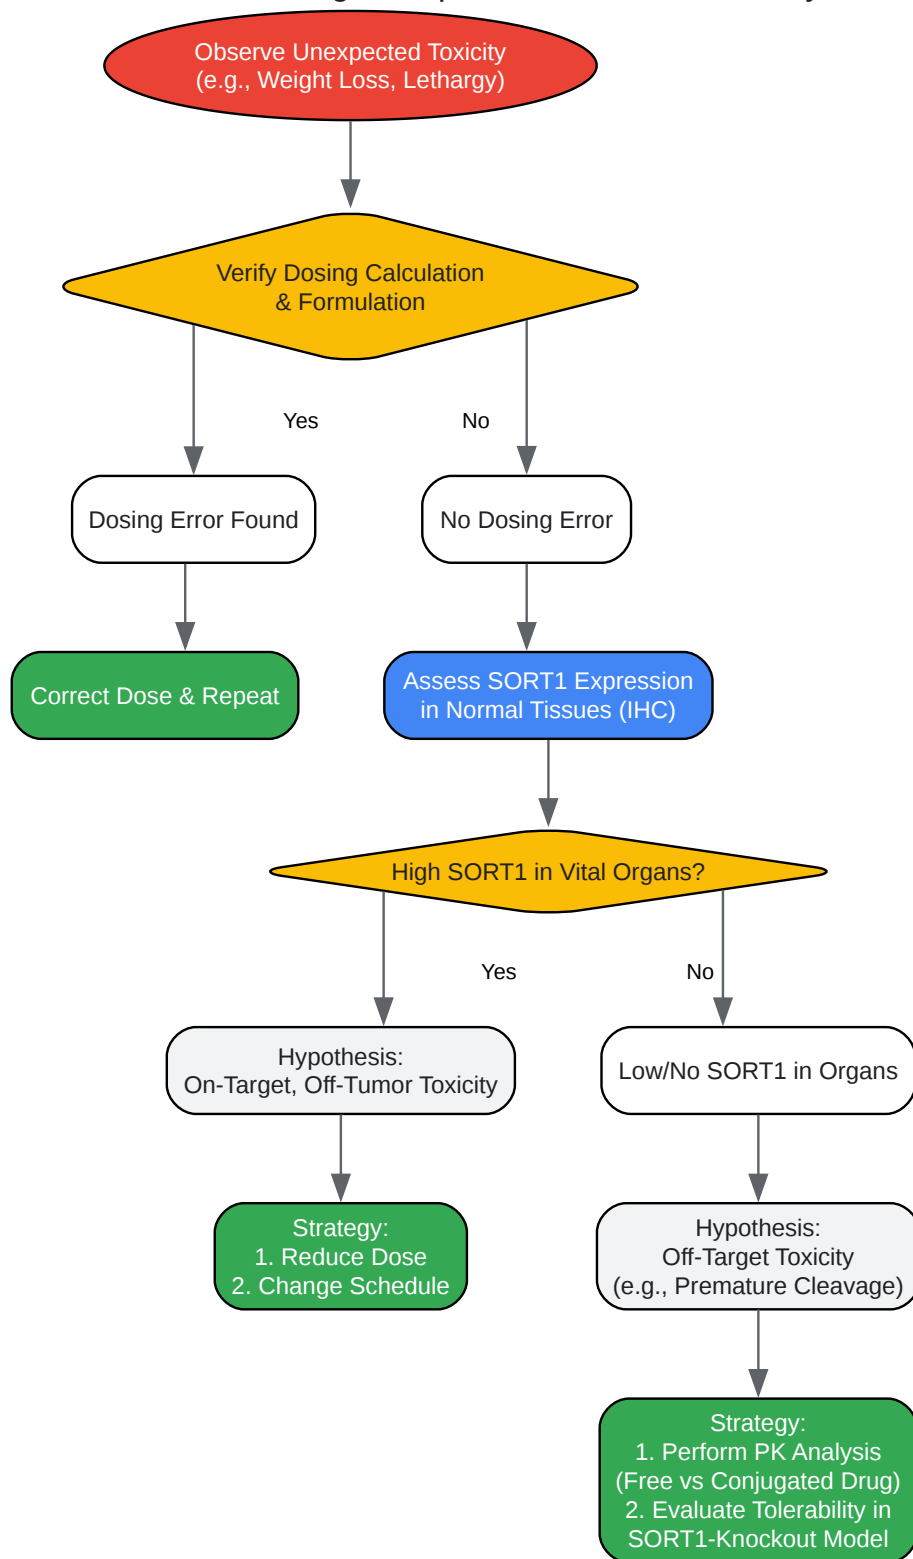 Observe Unexpected Toxicity
(e.g., Weight Loss, Lethargy)
Verify Dosing Calculation
& Formulation
Yes
No
Dosing Error Found
No Dosing Error
Correct Dose & Repeat
Assess SORT1 Expression
in Normal Tissues (IHC)
High SORT1 in Vital Organs?
Yes
No
Hypothesis:
On-Target, Off-Tumor Toxicity
Low/No SORT1 in Organs
Strategy:
1. Reduce Dose
2. Change Schedule
Hypothesis:
Off-Target Toxicity
(e.g., Premature Cleavage)
Strategy:
1. Perform PK Analysis
(Free vs Conjugated Drug)
2. Evaluate Tolerability in
SORT1-Knockout Model